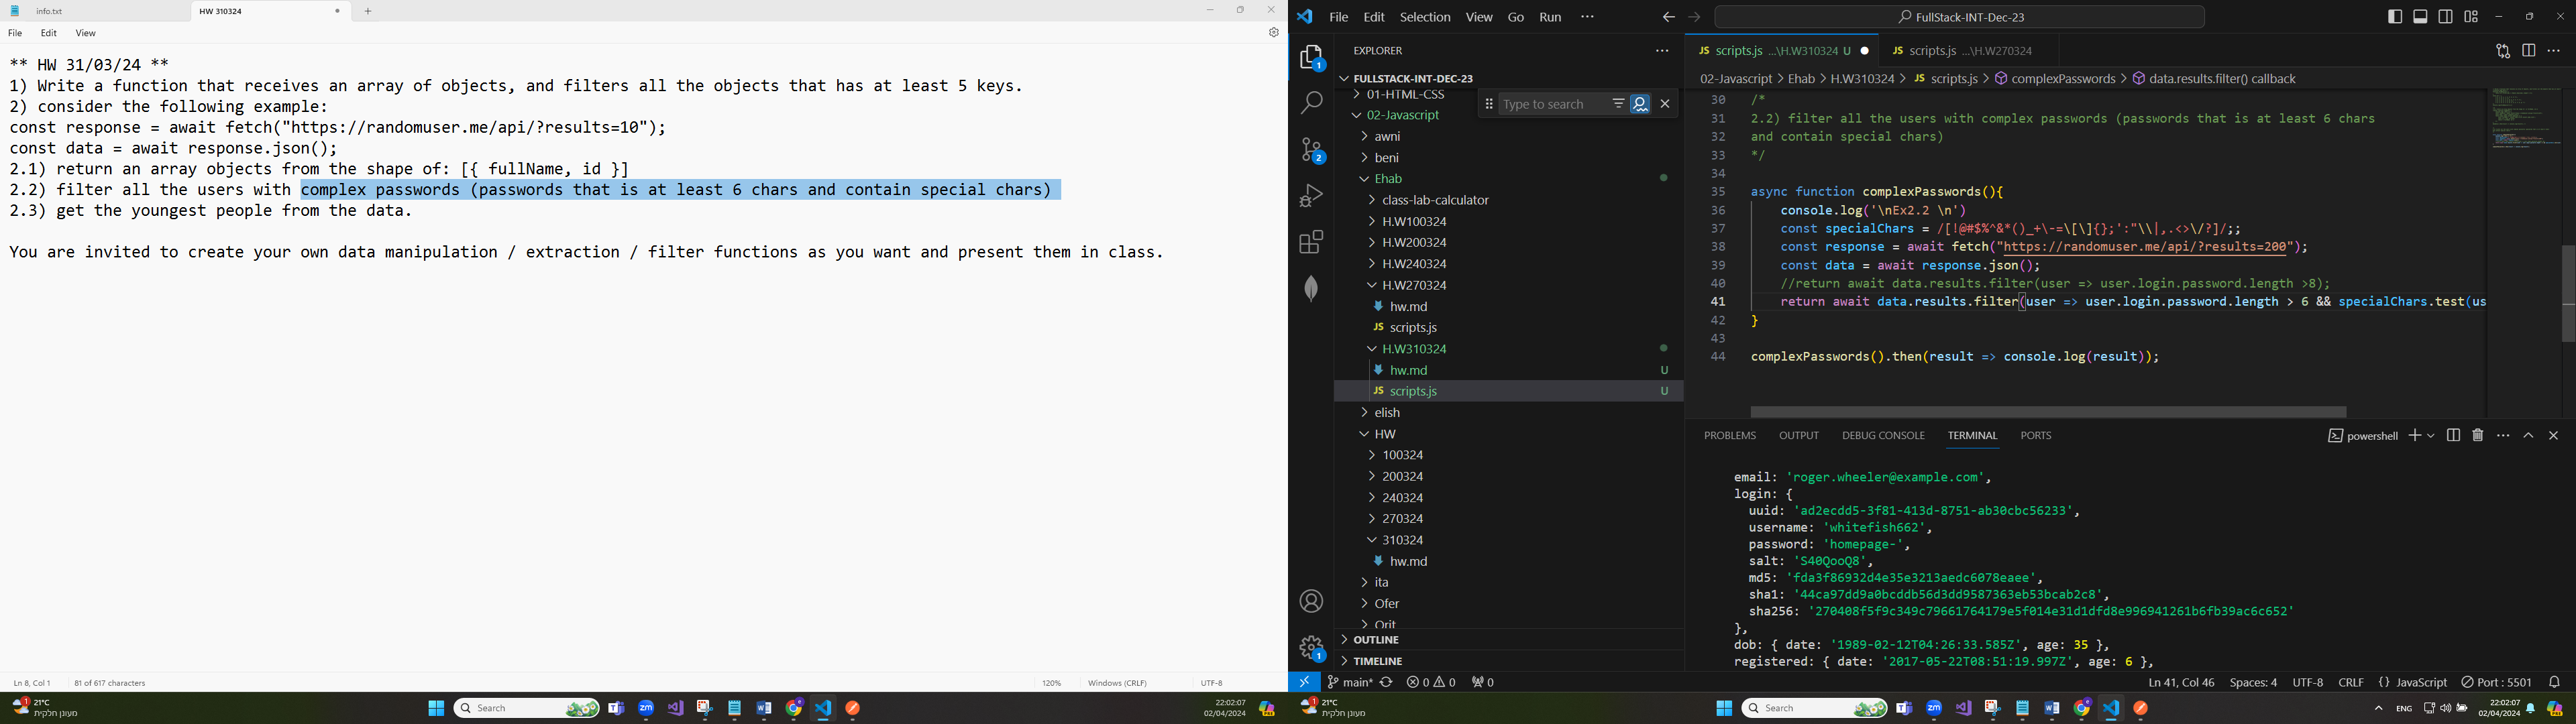 info.txt
HW 310324
File Edit View
** HW 31/03/24 **
1) Write a function that receives an array of objects, and filters all the objects that has at least 5 keys.
2) consider the following example:
const response = await fetch("https://randomuser.me/api/?results=10");
const data = await response.json();
2.1) return an array objects from the shape of: [{ fullName, id }]
2.2) filter all the users with complex passwords (passwords that is at least 6 chars and contain special chars)
2.3) get the youngest people from the data.
You are invited to create your own data manipulation / extraction / filter functions as you want and present them in class.
Ln 8, Col 1 81 of 617 characters 120% Windows (CRLF) UTF-8
File Edit Selection View Go Run ··· FullStack-INT-Dec-23
EXPLORER
FULLSTACK-INT-DEC-23
01-HTML-CSS
Type to search
02-Javascript
awni
beni
Ehab
class-lab-calculator
H.W100324
H.W200324
H.W240324
H.W270324
hw.md
JS scripts.js
H.W310324
hw.md U
JS scripts.js U
elish
HW
100324
200324
240324
270324
310324
hw.md
ita
Ofer
Orit
OUTLINE
TIMELINE
JS scripts.js ...\H.W310324 U
JS scripts.js ...\H.W270324
02-Javascript > Ehab > H.W310324 > JS scripts.js > complexPasswords > data.results.filter() callback
30 /*
31 2.2) filter all the users with complex passwords (passwords that is at least 6 chars
32 and contain special chars)
33 */
34
35 async function complexPasswords(){
36 console.log('\nEx2.2 \n')
37 const specialChars = /[!@#$%^&*()_+\-=\[\]{};':"\\|,.<>\/?]/;;
38 const response = await fetch("https://randomuser.me/api/?results=200");
39 const data = await response.json();
40 //return await data.results.filter(user => user.login.password.length >8);
41 return await data.results.filter(user => user.login.password.length > 6 && specialChars.test(us
42 }
43
44 complexPasswords().then(result => console.log(result));
PROBLEMS OUTPUT DEBUG CONSOLE TERMINAL PORTS powershell
email: 'roger.wheeler@example.com',
login: {
uuid: 'ad2ecdd5-3f81-413d-8751-ab30cbc56233',
username: 'whitefish662',
password: 'homepage-',
salt: 'S40QooQ8',
md5: 'fda3f86932d4e35e3213aedc6078eaee',
sha1: '44ca97dd9a0bcddb56d3dd9587363eb53bcab2c8',
sha256: '270408f5f9c349c79661764179e5f014e31d1dfd8e996941261b6fb39ac6c652'
},
dob: { date: '1989-02-12T04:26:33.585Z', age: 35 },
registered: { date: '2017-05-22T08:51:19.997Z', age: 6 },
main* 0 0 0 Ln 41, Col 46 Spaces: 4 UTF-8 CRLF {} JavaScript Port : 5501
21°C
מעונן חלקית
Search
22:02:07
02/04/2024
21°C
מעונן חלקית
Search
ENG
22:02:07
02/04/2024